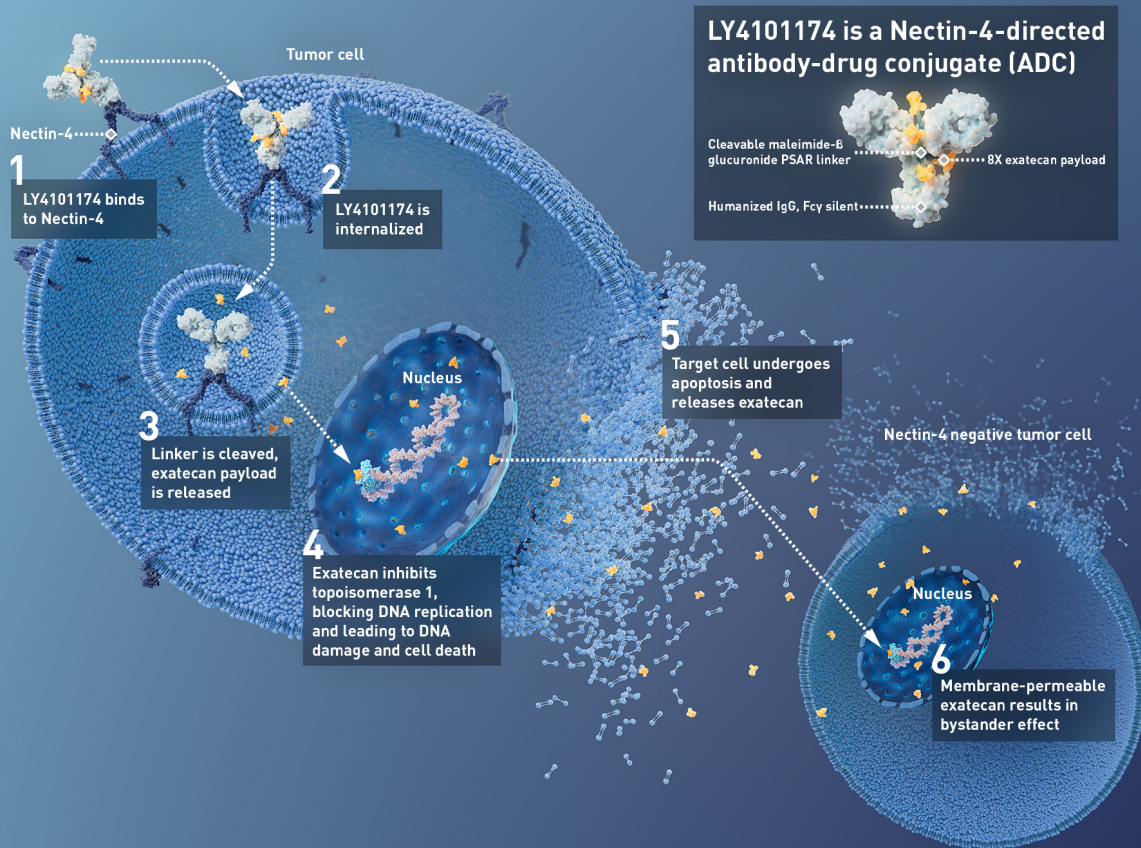 LY4101174 is a Nectin-4-directed
antibody-drug conjugate (ADC)
Cleavable maleimide-ß
glucuronide PSAR linker
8X exatecan payload
Humanized IgG, Fcγ silent
Tumor cell
Nectin-4
1
LY4101174 binds
to Nectin-4
2
LY4101174 is
internalized
3
Linker is cleaved,
exatecan payload
is released
Nucleus
4
Exatecan inhibits
topoisomerase 1,
blocking DNA replication
and leading to DNA
damage and cell death
5
Target cell undergoes
apoptosis and
releases exatecan
Nectin-4 negative tumor cell
Nucleus
6
Membrane-permeable
exatecan results in
bystander effect